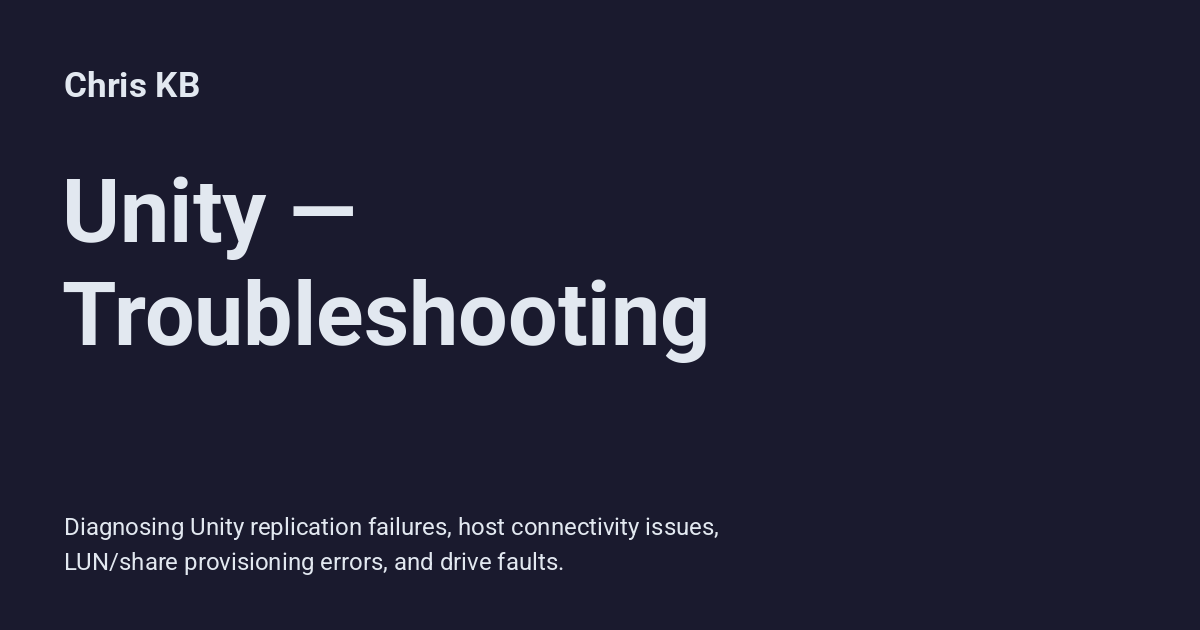 Chris KB
Unity —
Troubleshooting
Diagnosing Unity replication failures, host connectivity issues,
LUN/share provisioning errors, and drive faults.